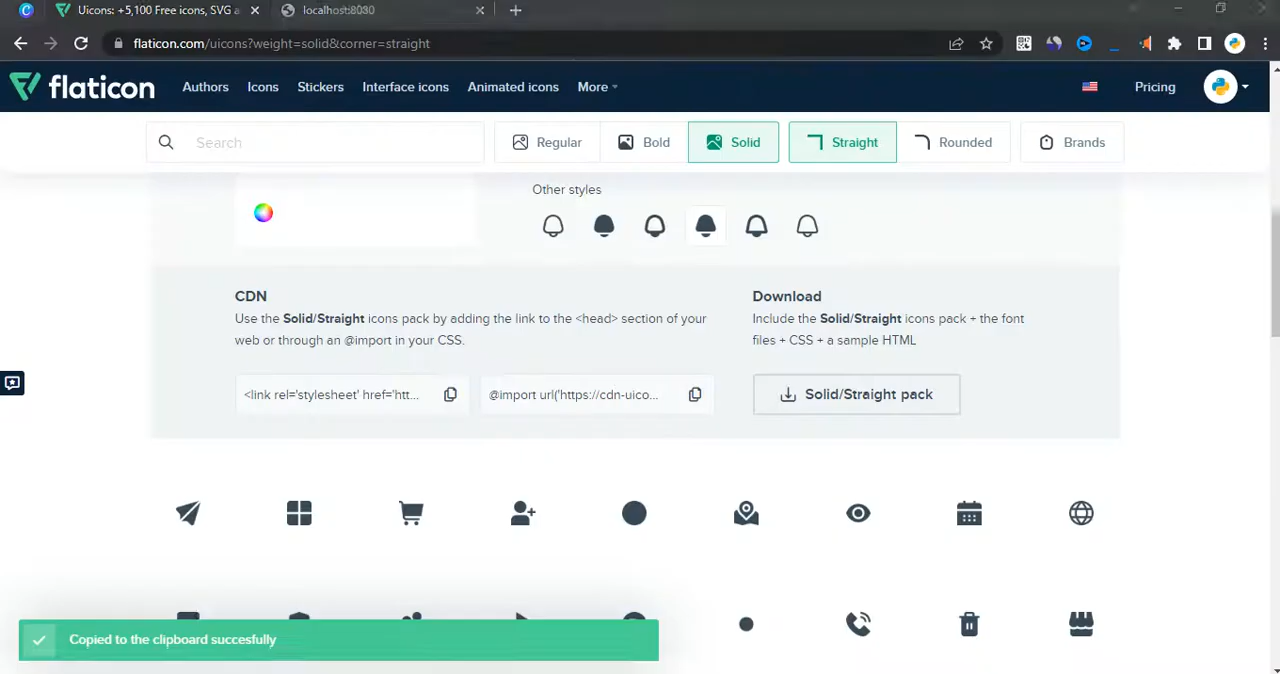 Uicons: +5,100 Free icons, SVG a
localhost:8080
flaticon.com/uicons?weight=solid&corner=straight
flaticon
Authors
Icons
Stickers
Interface icons
Animated icons
More
Pricing
Search
Regular
Bold
Solid
Straight
Rounded
Brands
Other styles
CDN
Use the Solid/Straight icons pack by adding the link to the <head> section of your
web or through an @import in your CSS.
<link rel='stylesheet' href='htt...
@import url('https://cdn-uico...
Download
Include the Solid/Straight icons pack + the font
files + CSS + a sample HTML
Solid/Straight pack
Copied to the clipboard succesfully